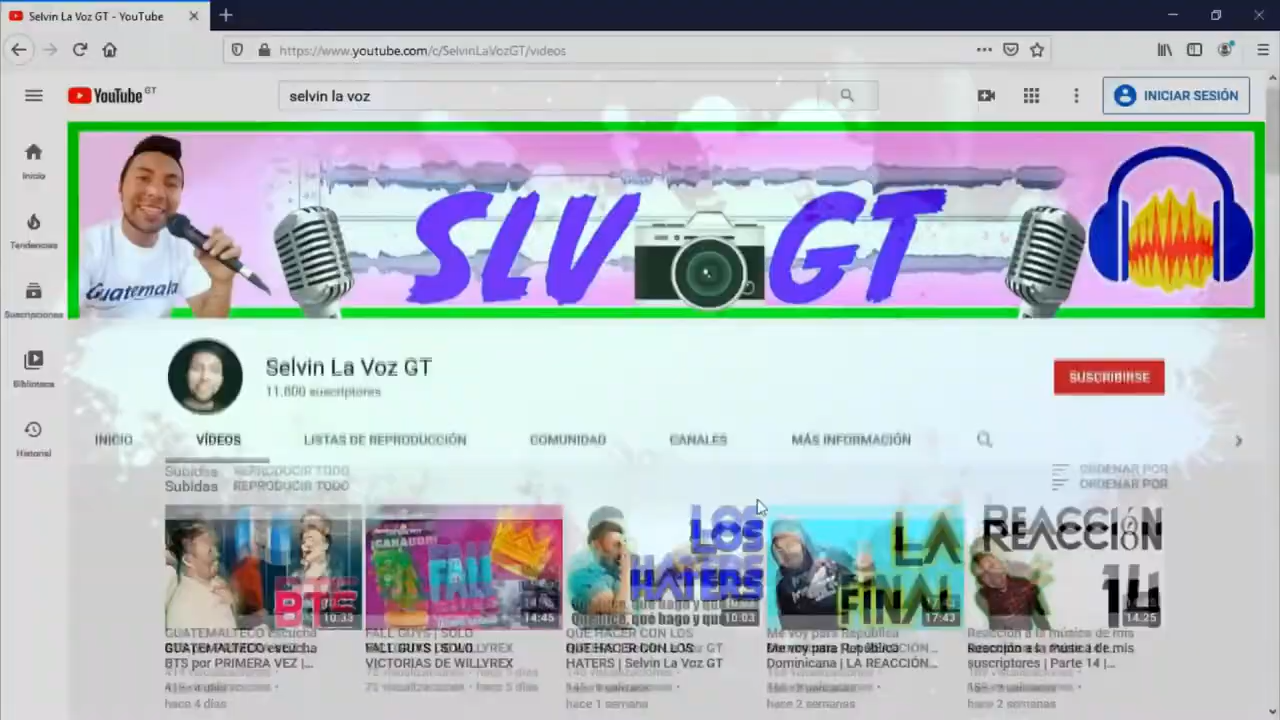 Selvin La Voz GT - YouTube
https://www.youtube.com/c/SelvinLaVozGT/videos
YouTube GT
selvin la voz
INICIAR SESIÓN
Inicio
Tendencias
Suscripciones
Biblioteca
Historial
Guatemala
SLV GT
Selvin La Voz GT
11.600 suscriptores
SUSCRIBIRSE
INICIO
VÍDEOS
LISTAS DE REPRODUCCIÓN
COMUNIDAD
CANALES
MÁS INFORMACIÓN
Subidas
REPRODUCIR TODO
ORDENAR POR
BTS
10:33
¡GANADOR!
FALL
14:45
LOS
HATERS
10:03
LA
FINAL
17:43
REACCIÓN
14
14:25
GUATEMALTECO escucha
BTS por PRIMERA VEZ |...
hace 4 días
FALL GUYS | SOLO
VICTORIAS DE WILLYREX
hace 5 días
QUE HACER CON LOS
HATERS | Selvin La Voz GT
hace 1 semana
Me voy para República
Dominicana | LA REACCIÓN...
hace 2 semanas
Reacción a la música de mis
suscriptores | Parte 14 |...
hace 2 semanas